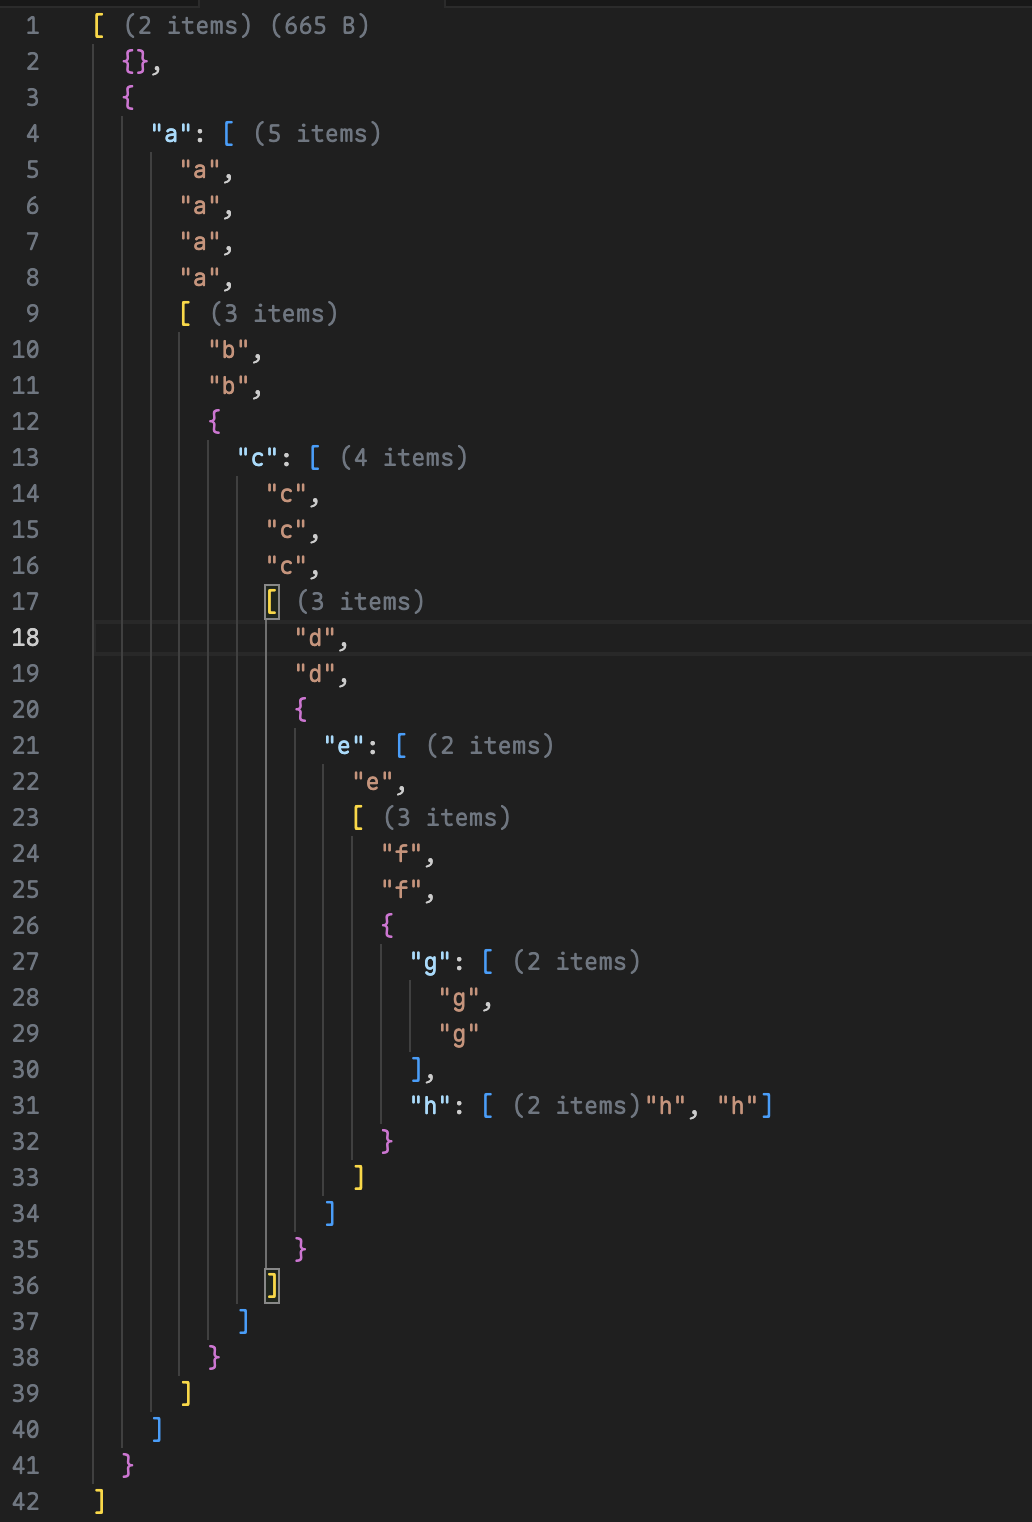 1 [ (2 items) (665 B)
2 {},
3 {
4 "a": [ (5 items)
5 "a",
6 "a",
7 "a",
8 "a",
9 [ (3 items)
10 "b",
11 "b",
12 {
13 "c": [ (4 items)
14 "c",
15 "c",
16 "c",
17 [ (3 items)
18 "d",
19 "d",
20 {
21 "e": [ (2 items)
22 "e",
23 [ (3 items)
24 "f",
25 "f",
26 {
27 "g": [ (2 items)
28 "g",
29 "g"
30 ],
31 "h": [ (2 items)"h", "h"]
32 }
33 ]
34 ]
35 }
36 ]
37 ]
38 }
39 ]
40 ]
41 }
42 ]